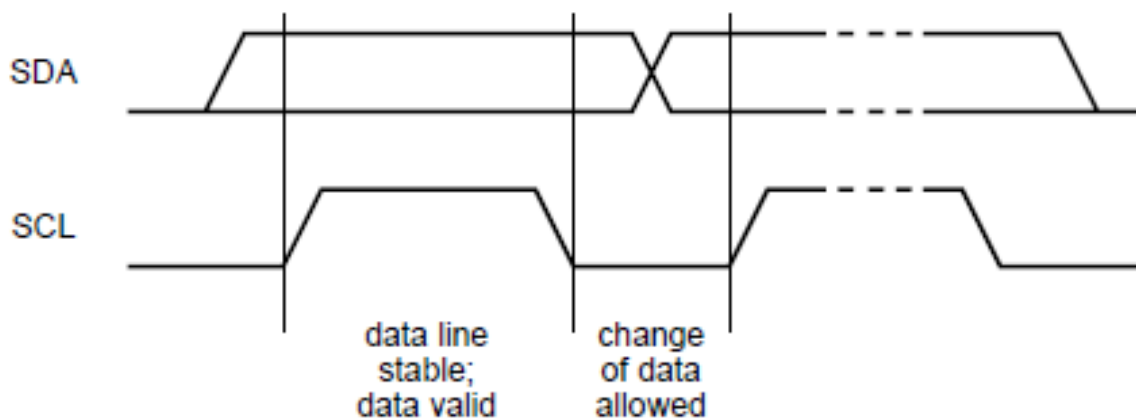 SDA
SCL
data line
stable;
data valid
change
of data
allowed